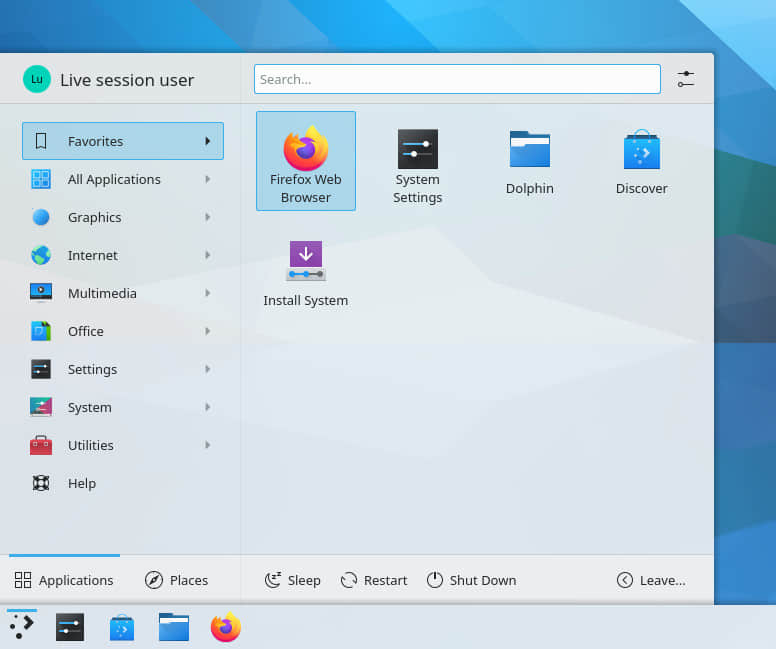 Lu
Live session user
Search...
Favorites
All Applications
Graphics
Internet
Multimedia
Office
Settings
System
Utilities
Help
Firefox Web
Browser
System
Settings
Dolphin
Discover
Install System
Applications
Places
Sleep
Restart
Shut Down
Leave...